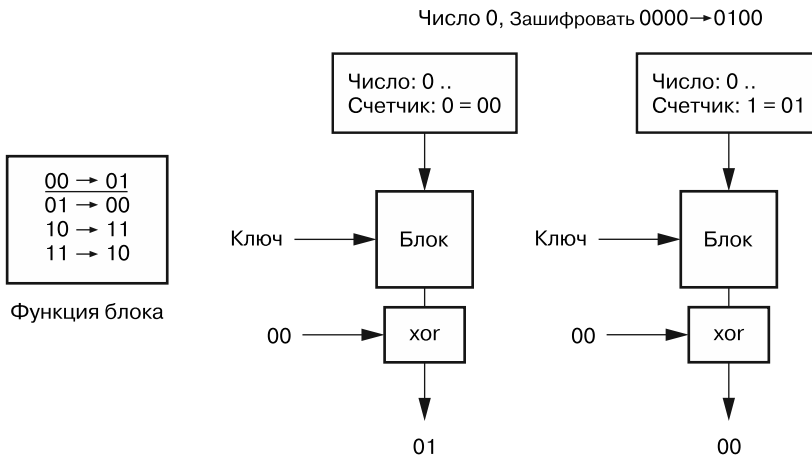 Число 0, Зашифровать 0000→0100
Число: 0 ..
Счетчик: 0 = 00
Число: 0 ..
Счетчик: 1 = 01
00 → 01
01 → 00
10 → 11
11 → 10
Функция блока
Ключ
Блок
Ключ
Блок
00
xor
00
xor
01
00